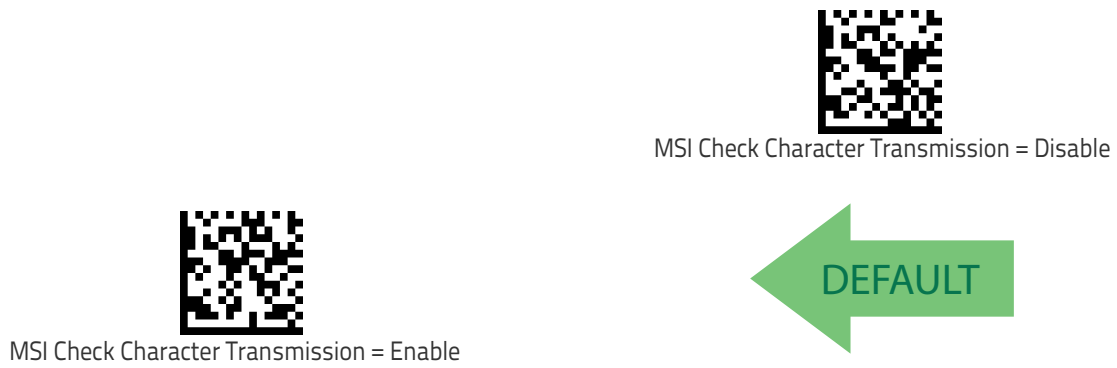 MSI Check Character Transmission = Disable
DEFAULT
MSI Check Character Transmission = Enable